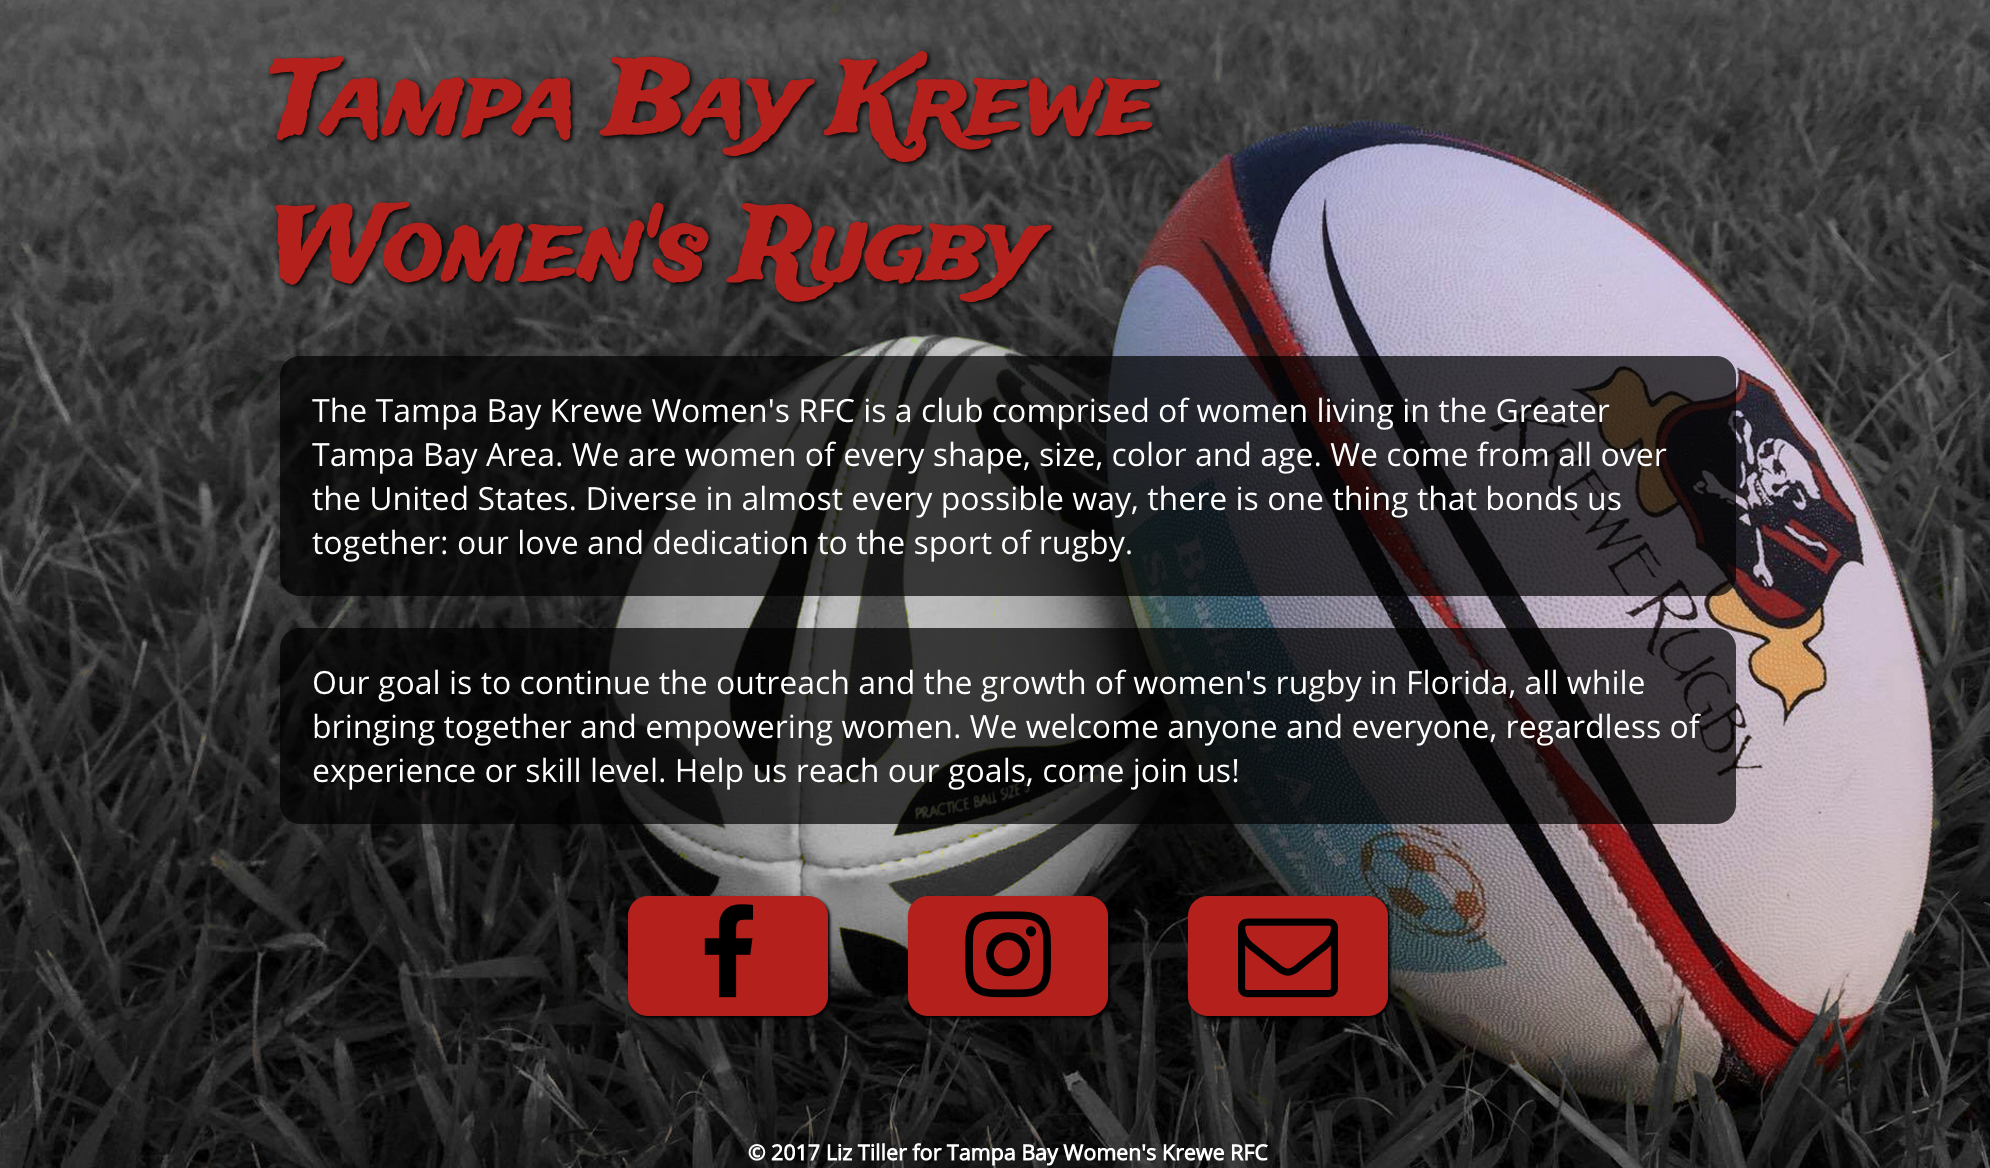 Tampa Bay Krewe
Women's Rugby
The Tampa Bay Krewe Women's RFC is a club comprised of women living in the Greater
Tampa Bay Area. We are women of every shape, size, color and age. We come from all over
the United States. Diverse in almost every possible way, there is one thing that bonds us
together: our love and dedication to the sport of rugby.
KREWE RUGBY
Our goal is to continue the outreach and the growth of women's rugby in Florida, all while
bringing together and empowering women. We welcome anyone and everyone, regardless of
experience or skill level. Help us reach our goals, come join us!
PRACTICE BALL SIZE 5
© 2017 Liz Tiller for Tampa Bay Women's Krewe RFC